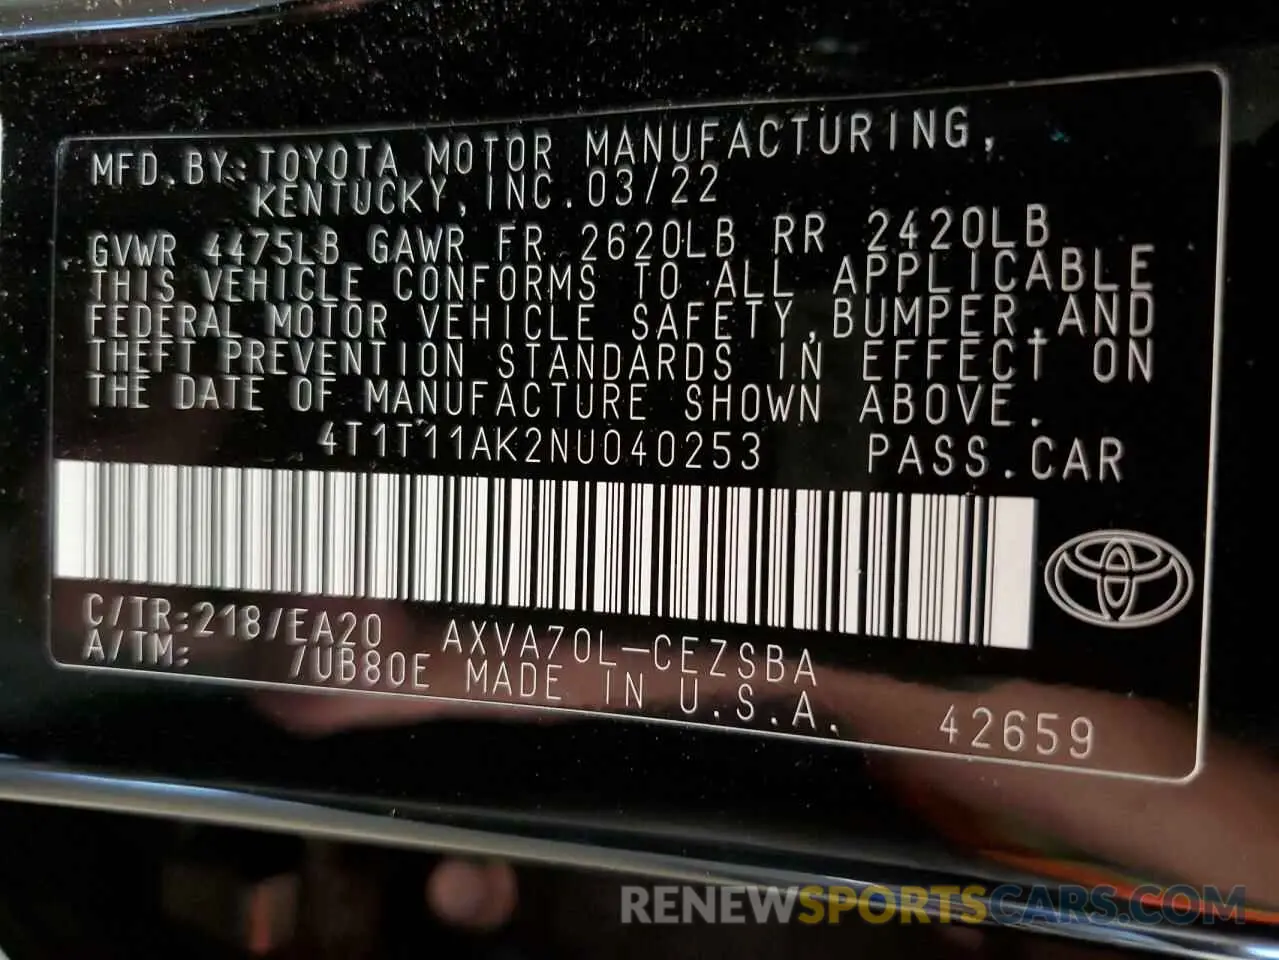 MFD.BY:TOYOTA MOTOR MANUFACTURING,
KENTUCKY, INC.03/22
GVWR 4475LB GAWR FR 2620LB RR 2420LB
THIS VEHICLE CONFORMS TO ALL APPLICABLE
FEDERAL MOTOR VEHICLE SAFETY,BUMPER,AND
THEFT PREVENTION STANDARDS IN EFFECT ON
THE DATE OF MANUFACTURE SHOWN ABOVE.
4T1T11AK2NU040253 PASS.CAR
C/TR:218/EA20 AXVA70L-CEZSBA
A/TM: /UB80E MADE IN U.S.A.
42659
RENEWSPORTSCARS.COM